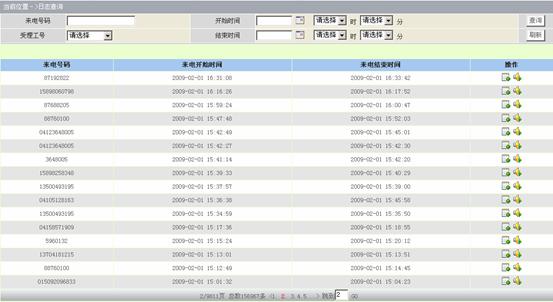 当前位置->日志查询
来电号码 开始时间 请选择 时 请选择 分 查询
受理工号 请选择 结束时间 请选择 时 请选择 分 刷新
来电号码 来电开始时间 来电结束时间 操作
87192822 2009-02-01 16:31:08 2009-02-01 16:33:42
15898060798 2009-02-01 16:16:26 2009-02-01 16:17:52
87688205 2009-02-01 15:59:24 2009-02-01 16:00:47
88760100 2009-02-01 15:47:48 2009-02-01 15:52:03
04123648005 2009-02-01 15:42:49 2009-02-01 15:45:01
04123648005 2009-02-01 15:42:27 2009-02-01 15:42:30
3648005 2009-02-01 15:41:14 2009-02-01 15:42:20
15898258348 2009-02-01 15:39:33 2009-02-01 15:40:29
13500493195 2009-02-01 15:37:57 2009-02-01 15:39:00
04105128163 2009-02-01 15:36:38 2009-02-01 15:45:58
13500493195 2009-02-01 15:34:59 2009-02-01 15:35:50
04158571909 2009-02-01 15:17:36 2009-02-01 15:18:55
5960132 2009-02-01 15:15:24 2009-02-01 15:20:12
13704181215 2009-02-01 15:13:01 2009-02-01 15:13:51
88760100 2009-02-01 15:12:49 2009-02-01 15:14:45
015092096833 2009-02-01 15:01:32 2009-02-01 15:04:23
2/9811页 总数156967条 <1 2. 3 4 5 ... > 跳到 2 GO